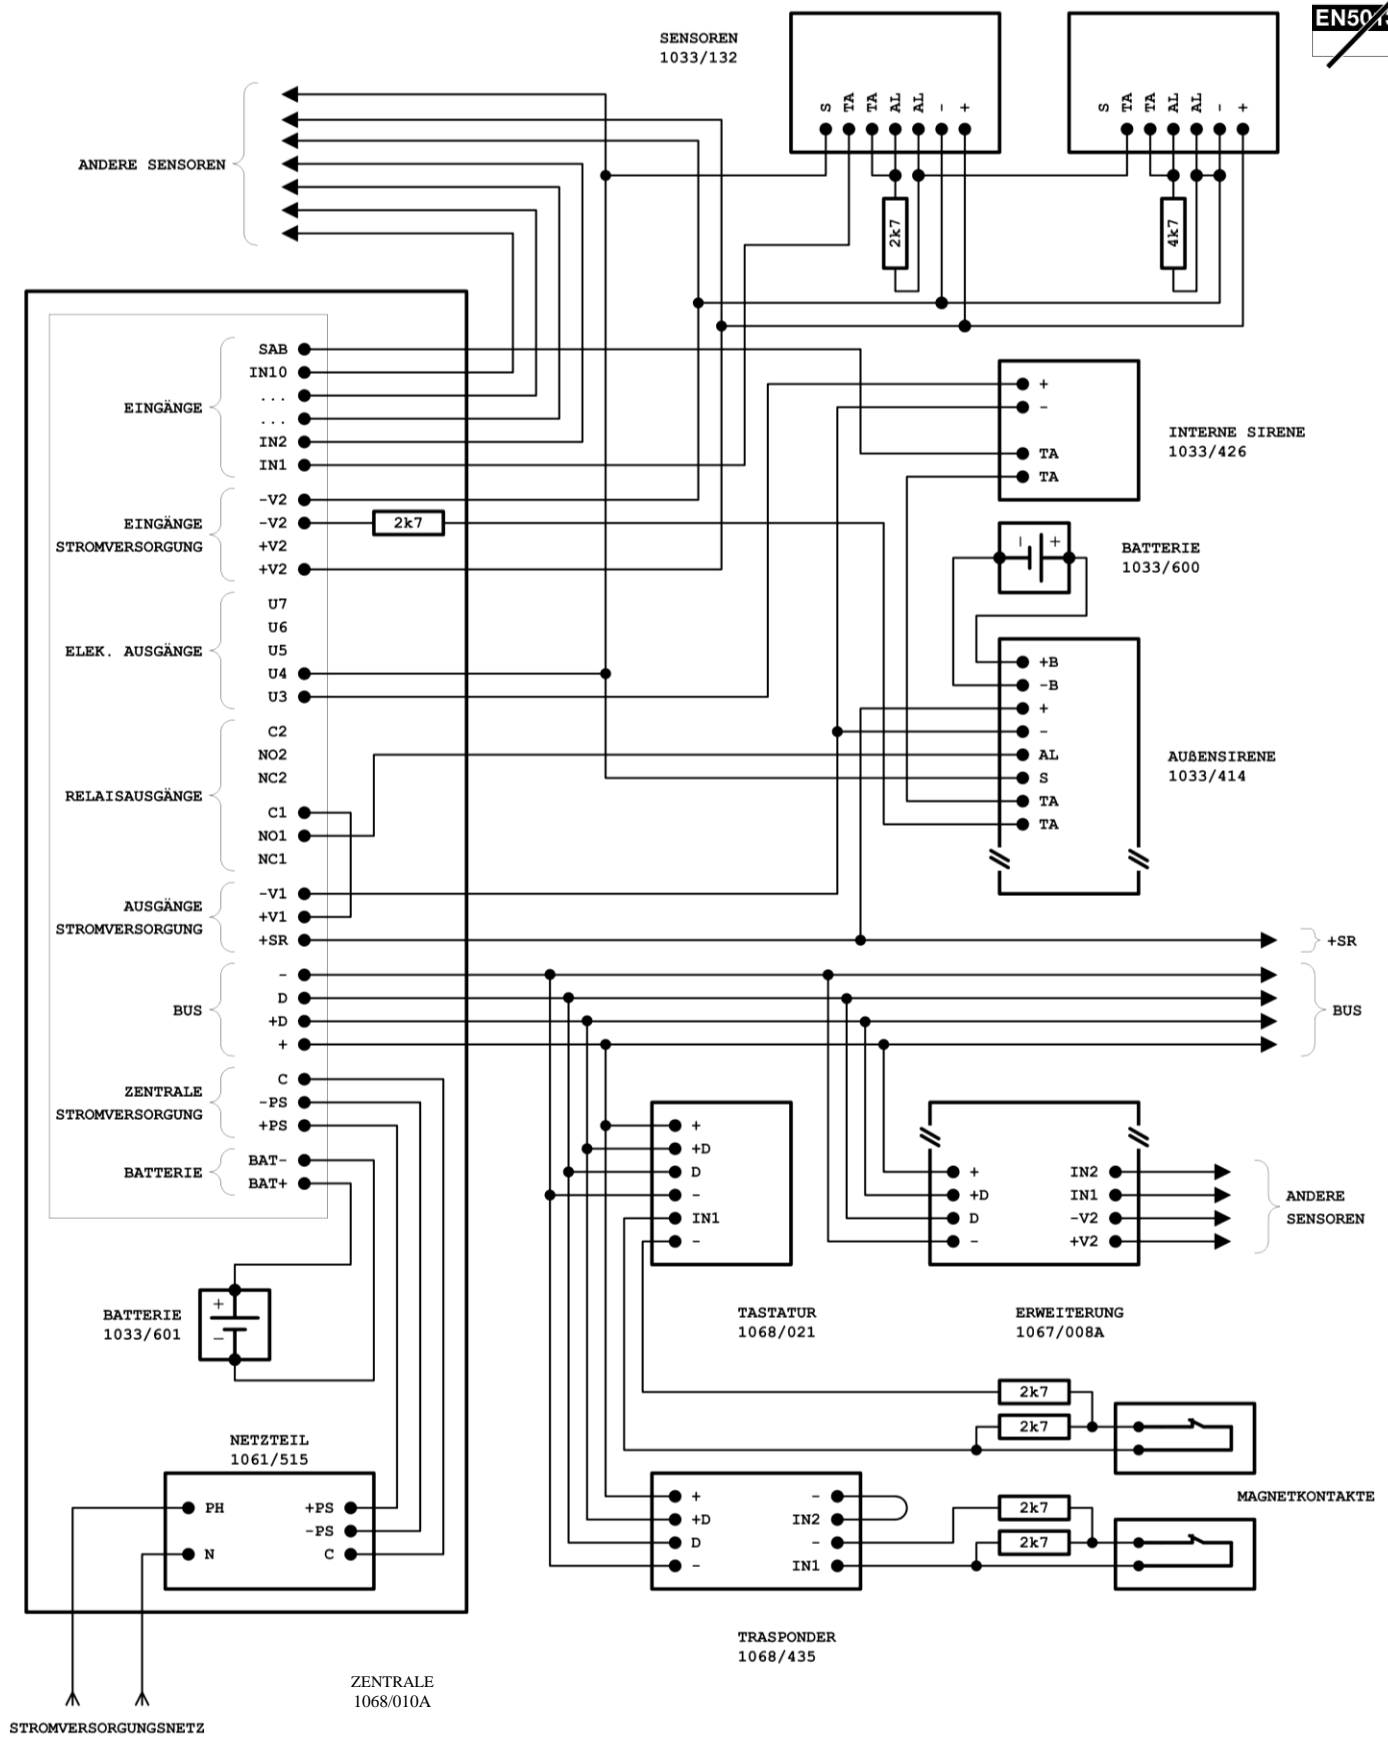 EN501
SENSOREN
1033/132
S TA TA AL AL - +
S TA TA AL AL - +
2k7
4k7
ANDERE SENSOREN
EINGÄNGE
SAB
IN10
...
...
IN2
IN1
EINGÄNGE
STROMVERSORGUNG
-V2
-V2
+V2
+V2
2k7
ELEK. AUSGÄNGE
U7
U6
U5
U4
U3
RELAISAUSGÄNGE
C2
NO2
NC2
C1
NO1
NC1
AUSGÄNGE
STROMVERSORGUNG
-V1
+V1
+SR
BUS
-
D
+D
+
ZENTRALE
STROMVERSORGUNG
C
-PS
+PS
BATTERIE
BAT-
BAT+
BATTERIE
1033/601
+
-
NETZTEIL
1061/515
PH
N
+PS
-PS
C
STROMVERSORGUNGSNETZ
ZENTRALE
1068/010A
+
-
TA
TA
INTERNE SIRENE
1033/426
- +
BATTERIE
1033/600
+B
-B
+
-
AL
S
TA
TA
AUßENSIRENE
1033/414
+SR
BUS
+
+D
D
-
IN1
-
TASTATUR
1068/021
+
+D
D
-
IN2
IN1
-V2
+V2
ERWEITERUNG
1067/008A
ANDERE
SENSOREN
2k7
2k7
MAGNETKONTAKTE
2k7
2k7
+
+D
D
-
-
IN2
-
IN1
TRASPONDER
1068/435